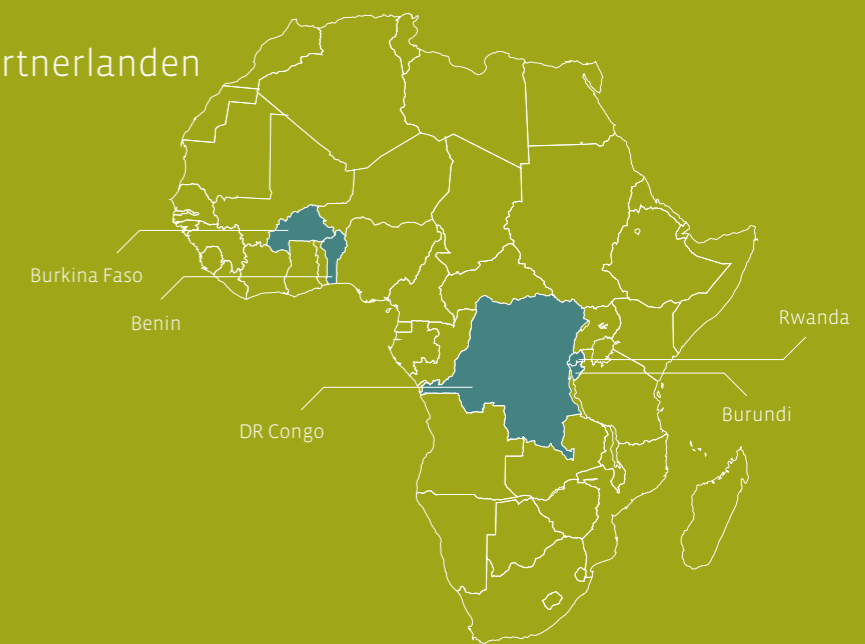 rtnerlanden
Burkina Faso
Benin
Rwanda
DR Congo
Burundi